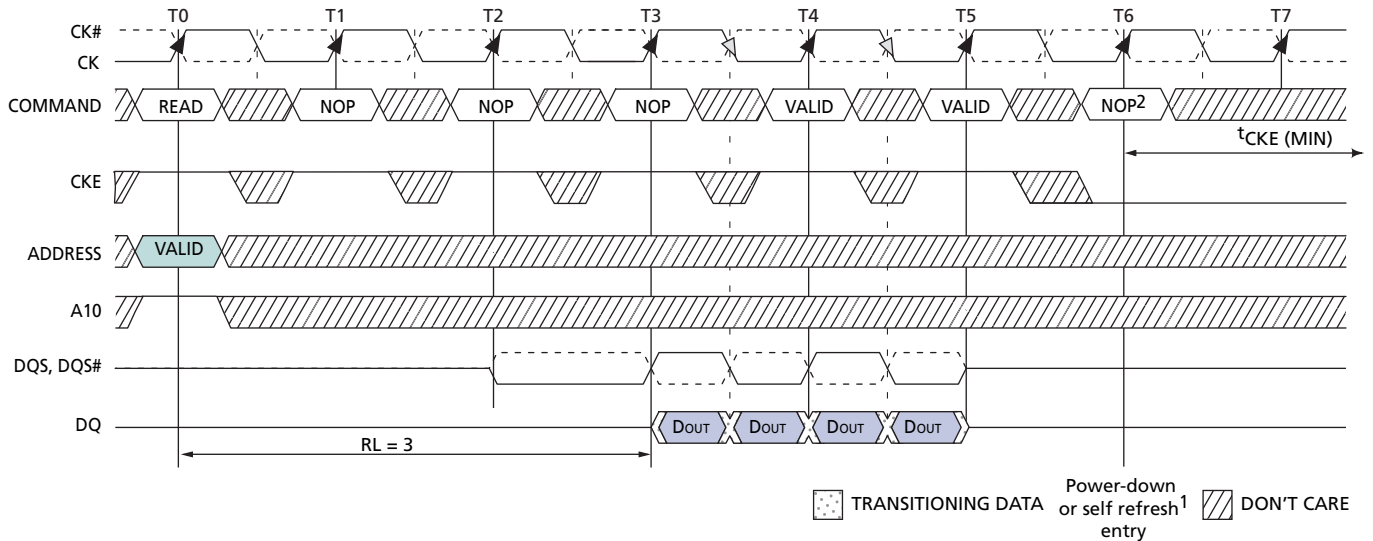 T0 T1 T2 T3 T4 T5 T6 T7
CK#
CK
COMMAND READ NOP NOP NOP VALID VALID NOP2
tCKE (MIN)
CKE
ADDRESS VALID
A10
DQS, DQS#
DQ DOUT DOUT DOUT DOUT
RL = 3
TRANSITIONING DATA
Power-down
or self refresh1
entry
DON'T CARE